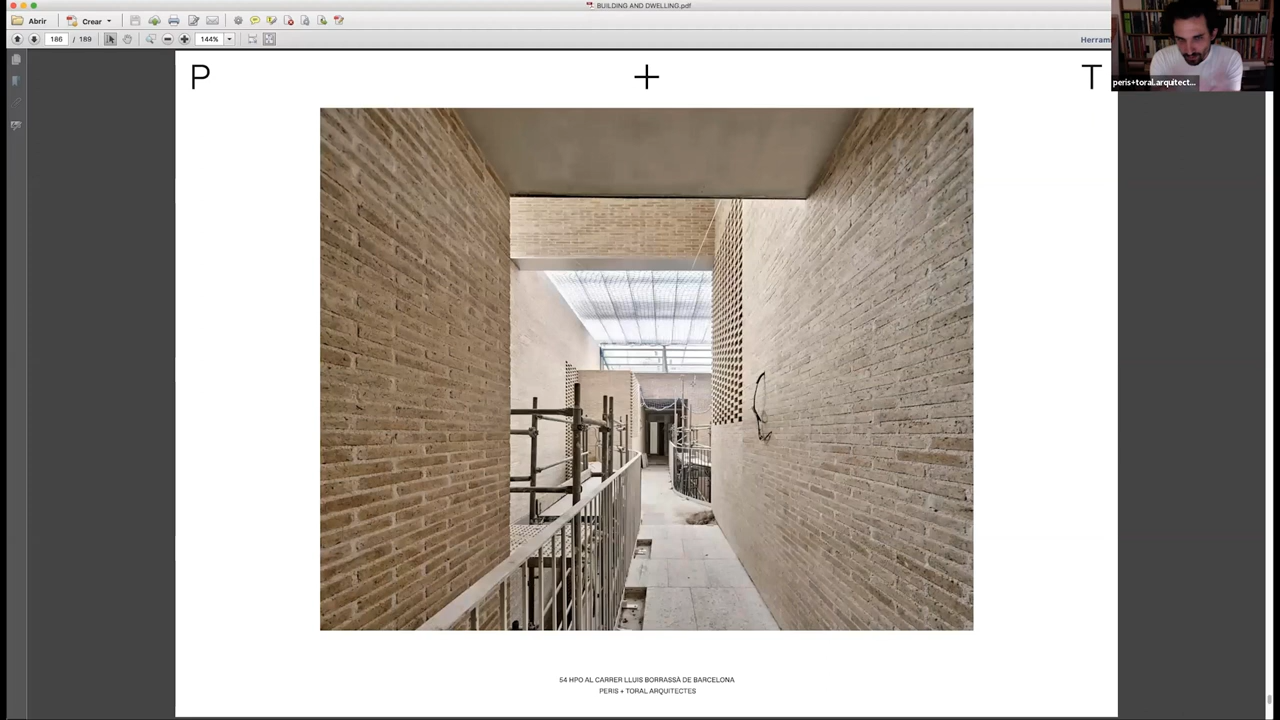 BUILDING AND DWELLING.pdf
Abrir
Crear
186 / 189
144%
Herrami
peris+toral.arquitect...
P + T
54 HPO AL CARRER LLUIS BORRASSÀ DE BARCELONA
PERIS + TORAL ARQUITECTES